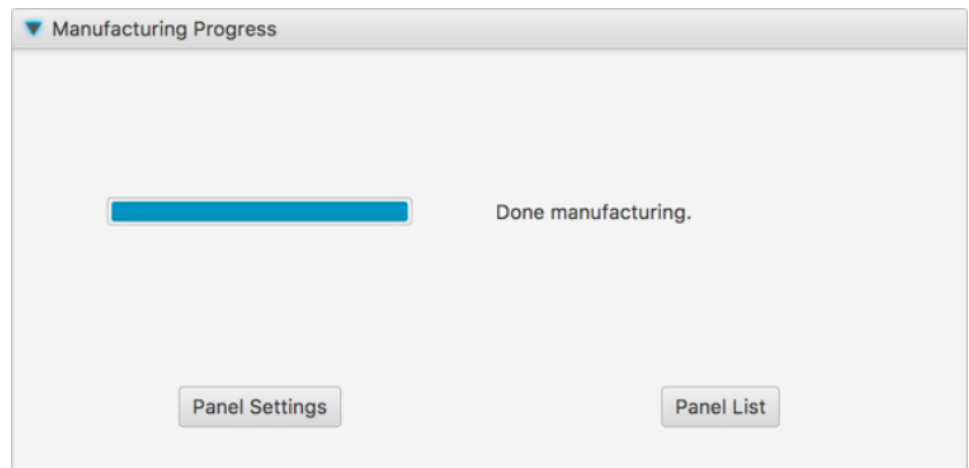 Manufacturing Progress
Done manufacturing.
Panel Settings
Panel List